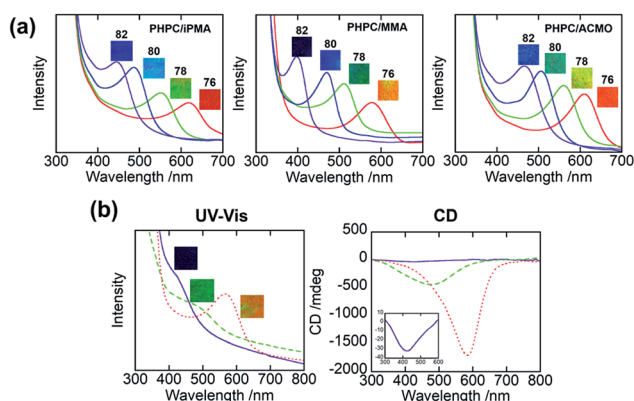 (a)
PHPC/iPMA
82
80
78
76
Intensity
300 400 500 600 700
Wavelength /nm
PHPC/MMA
82
80
78
76
Intensity
300 400 500 600 700
Wavelength /nm
PHPC/ACMO
82
80
78
76
Intensity
300 400 500 600 700
Wavelength /nm
(b)
UV-Vis
Intensity
300 400 500 600 700 800
Wavelength /nm
CD
CD /mdeg
500
0
-500
-1000
-1500
-2000
10
0
-10
-20
-30
-40
300 400 500 600
300 400 500 600 700 800
Wavelength /nm